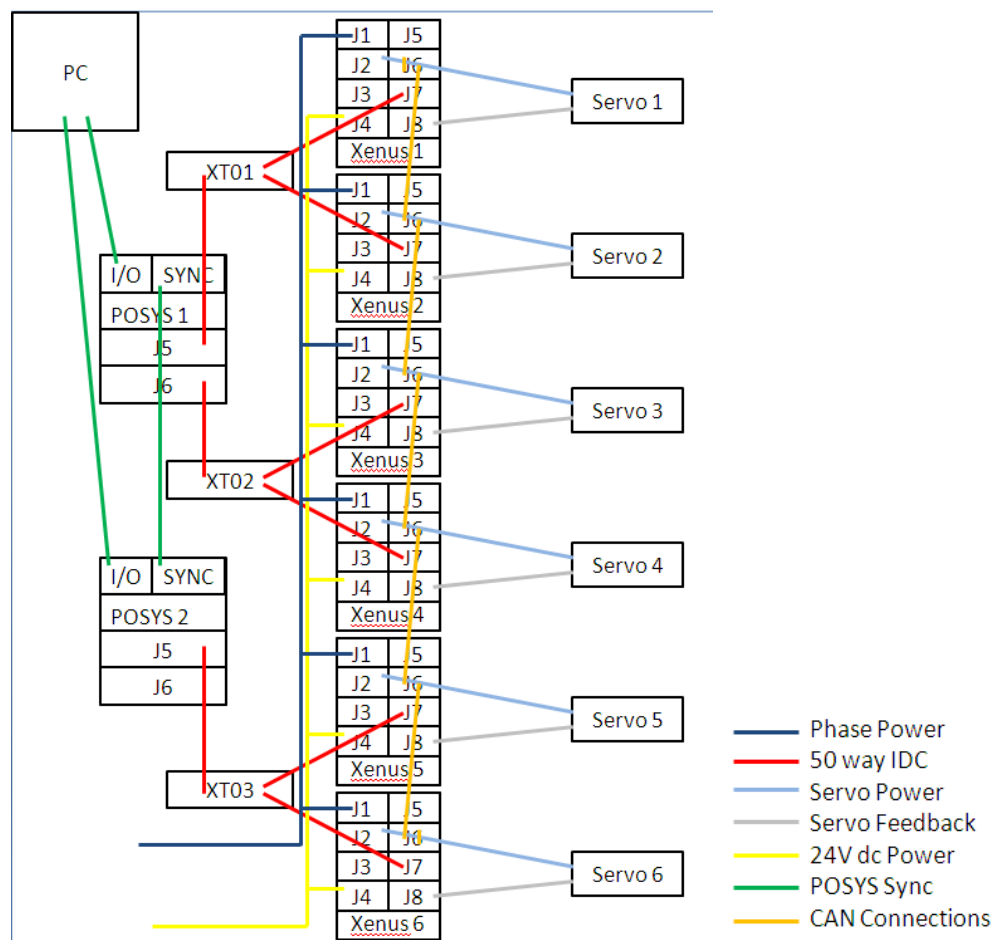 PC
J1 J5
J2 J6
J3 J7
J4 J8
Xenus 1
Servo 1
XT01
J1 J5
J2 J6
J3 J7
J4 J8
Xenus 2
Servo 2
I/O SYNC
POSYS 1
J5
J6
J1 J5
J2 J6
J3 J7
J4 J8
Xenus 3
Servo 3
XT02
J1 J5
J2 J6
J3 J7
J4 J8
Xenus 4
Servo 4
I/O SYNC
POSYS 2
J5
J6
J1 J5
J2 J6
J3 J7
J4 J8
Xenus 5
Servo 5
XT03
J1 J5
J2 J6
J3 J7
J4 J8
Xenus 6
Servo 6
Phase Power
50 way IDC
Servo Power
Servo Feedback
24V dc Power
POSYS Sync
CAN Connections